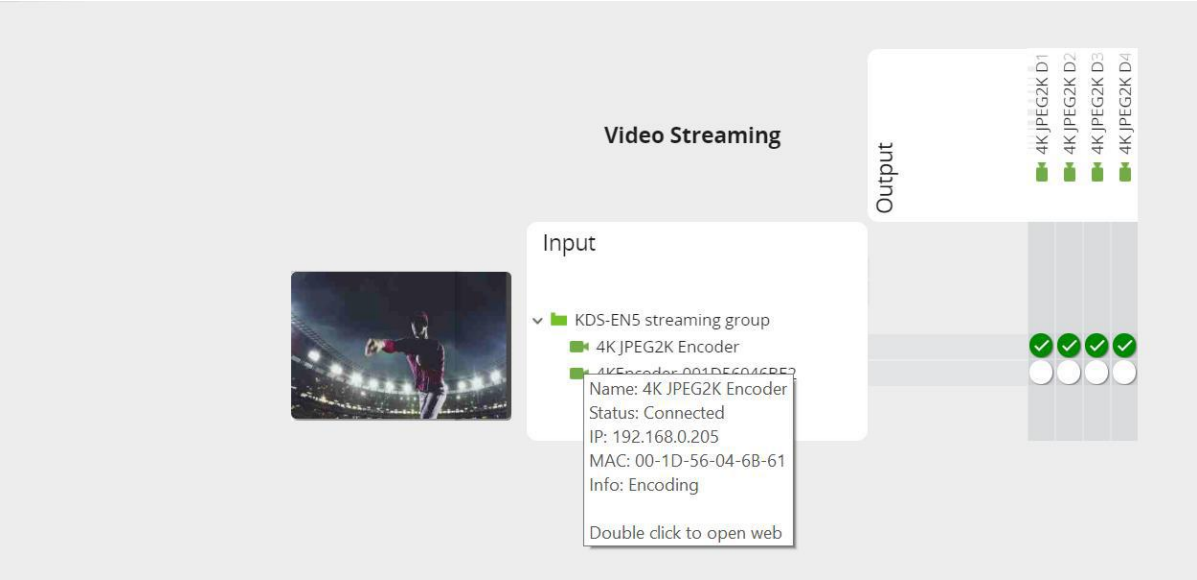 Video Streaming
Output
4K JPEG2K D1
4K JPEG2K D2
4K JPEG2K D3
4K JPEG2K D4
Input
KDS-EN5 streaming group
4K JPEG2K Encoder
4KEncoder 001D56046BE2
Name: 4K JPEG2K Encoder
Status: Connected
IP: 192.168.0.205
MAC: 00-1D-56-04-6B-61
Info: Encoding
Double click to open web